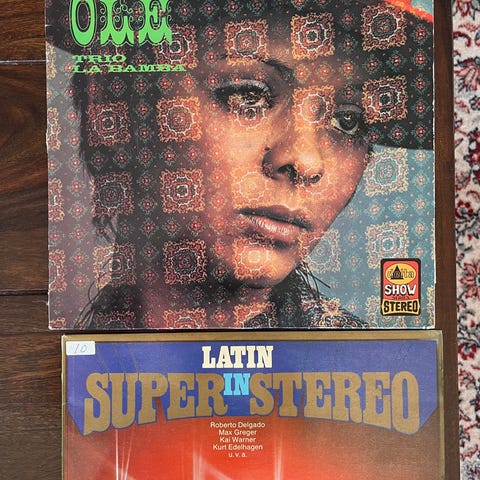 OLE
TRIO
LA BAMBA
SHOW
STEREO
10
LATIN
SUPER IN STEREO
Roberto Delgado
Max Greger
Kai Warner
Kurt Edelhagen
u.v.a.